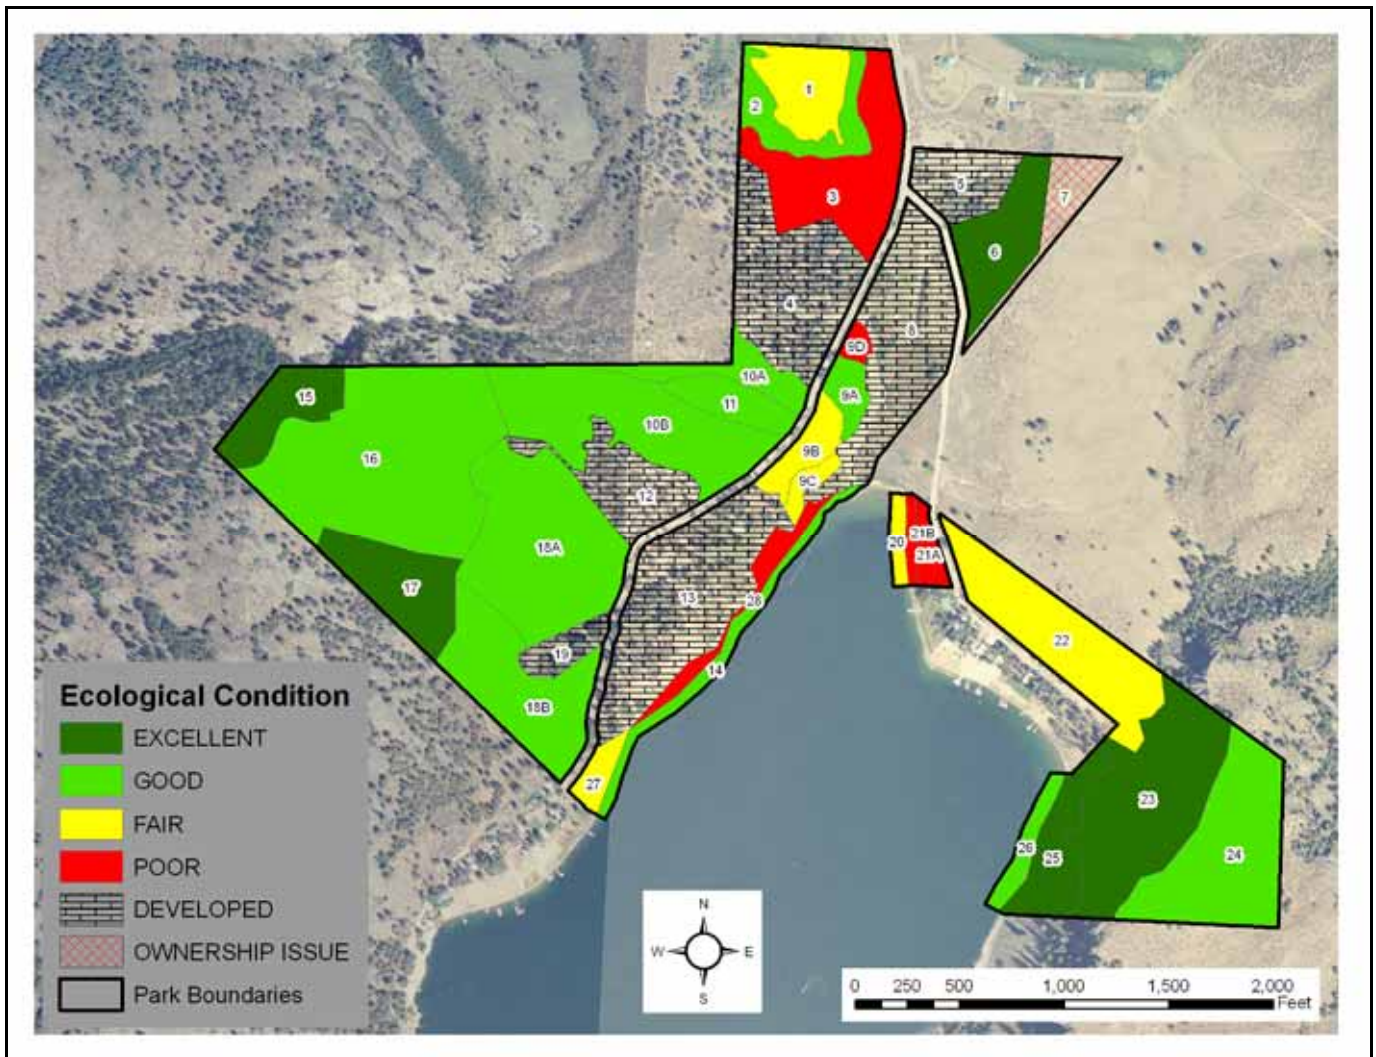 1
2
3
5
7
6
4
8
9D
10A
9A
11
15
10B
16
9B
9C
12
18A
20
21B
21A
17
13
28
22
19
14
18B
27
23
26
25
24
Ecological Condition
EXCELLENT
GOOD
FAIR
POOR
DEVELOPED
OWNERSHIP ISSUE
Park Boundaries
N
W E
S
0 250 500 1,000 1,500 2,000
Feet